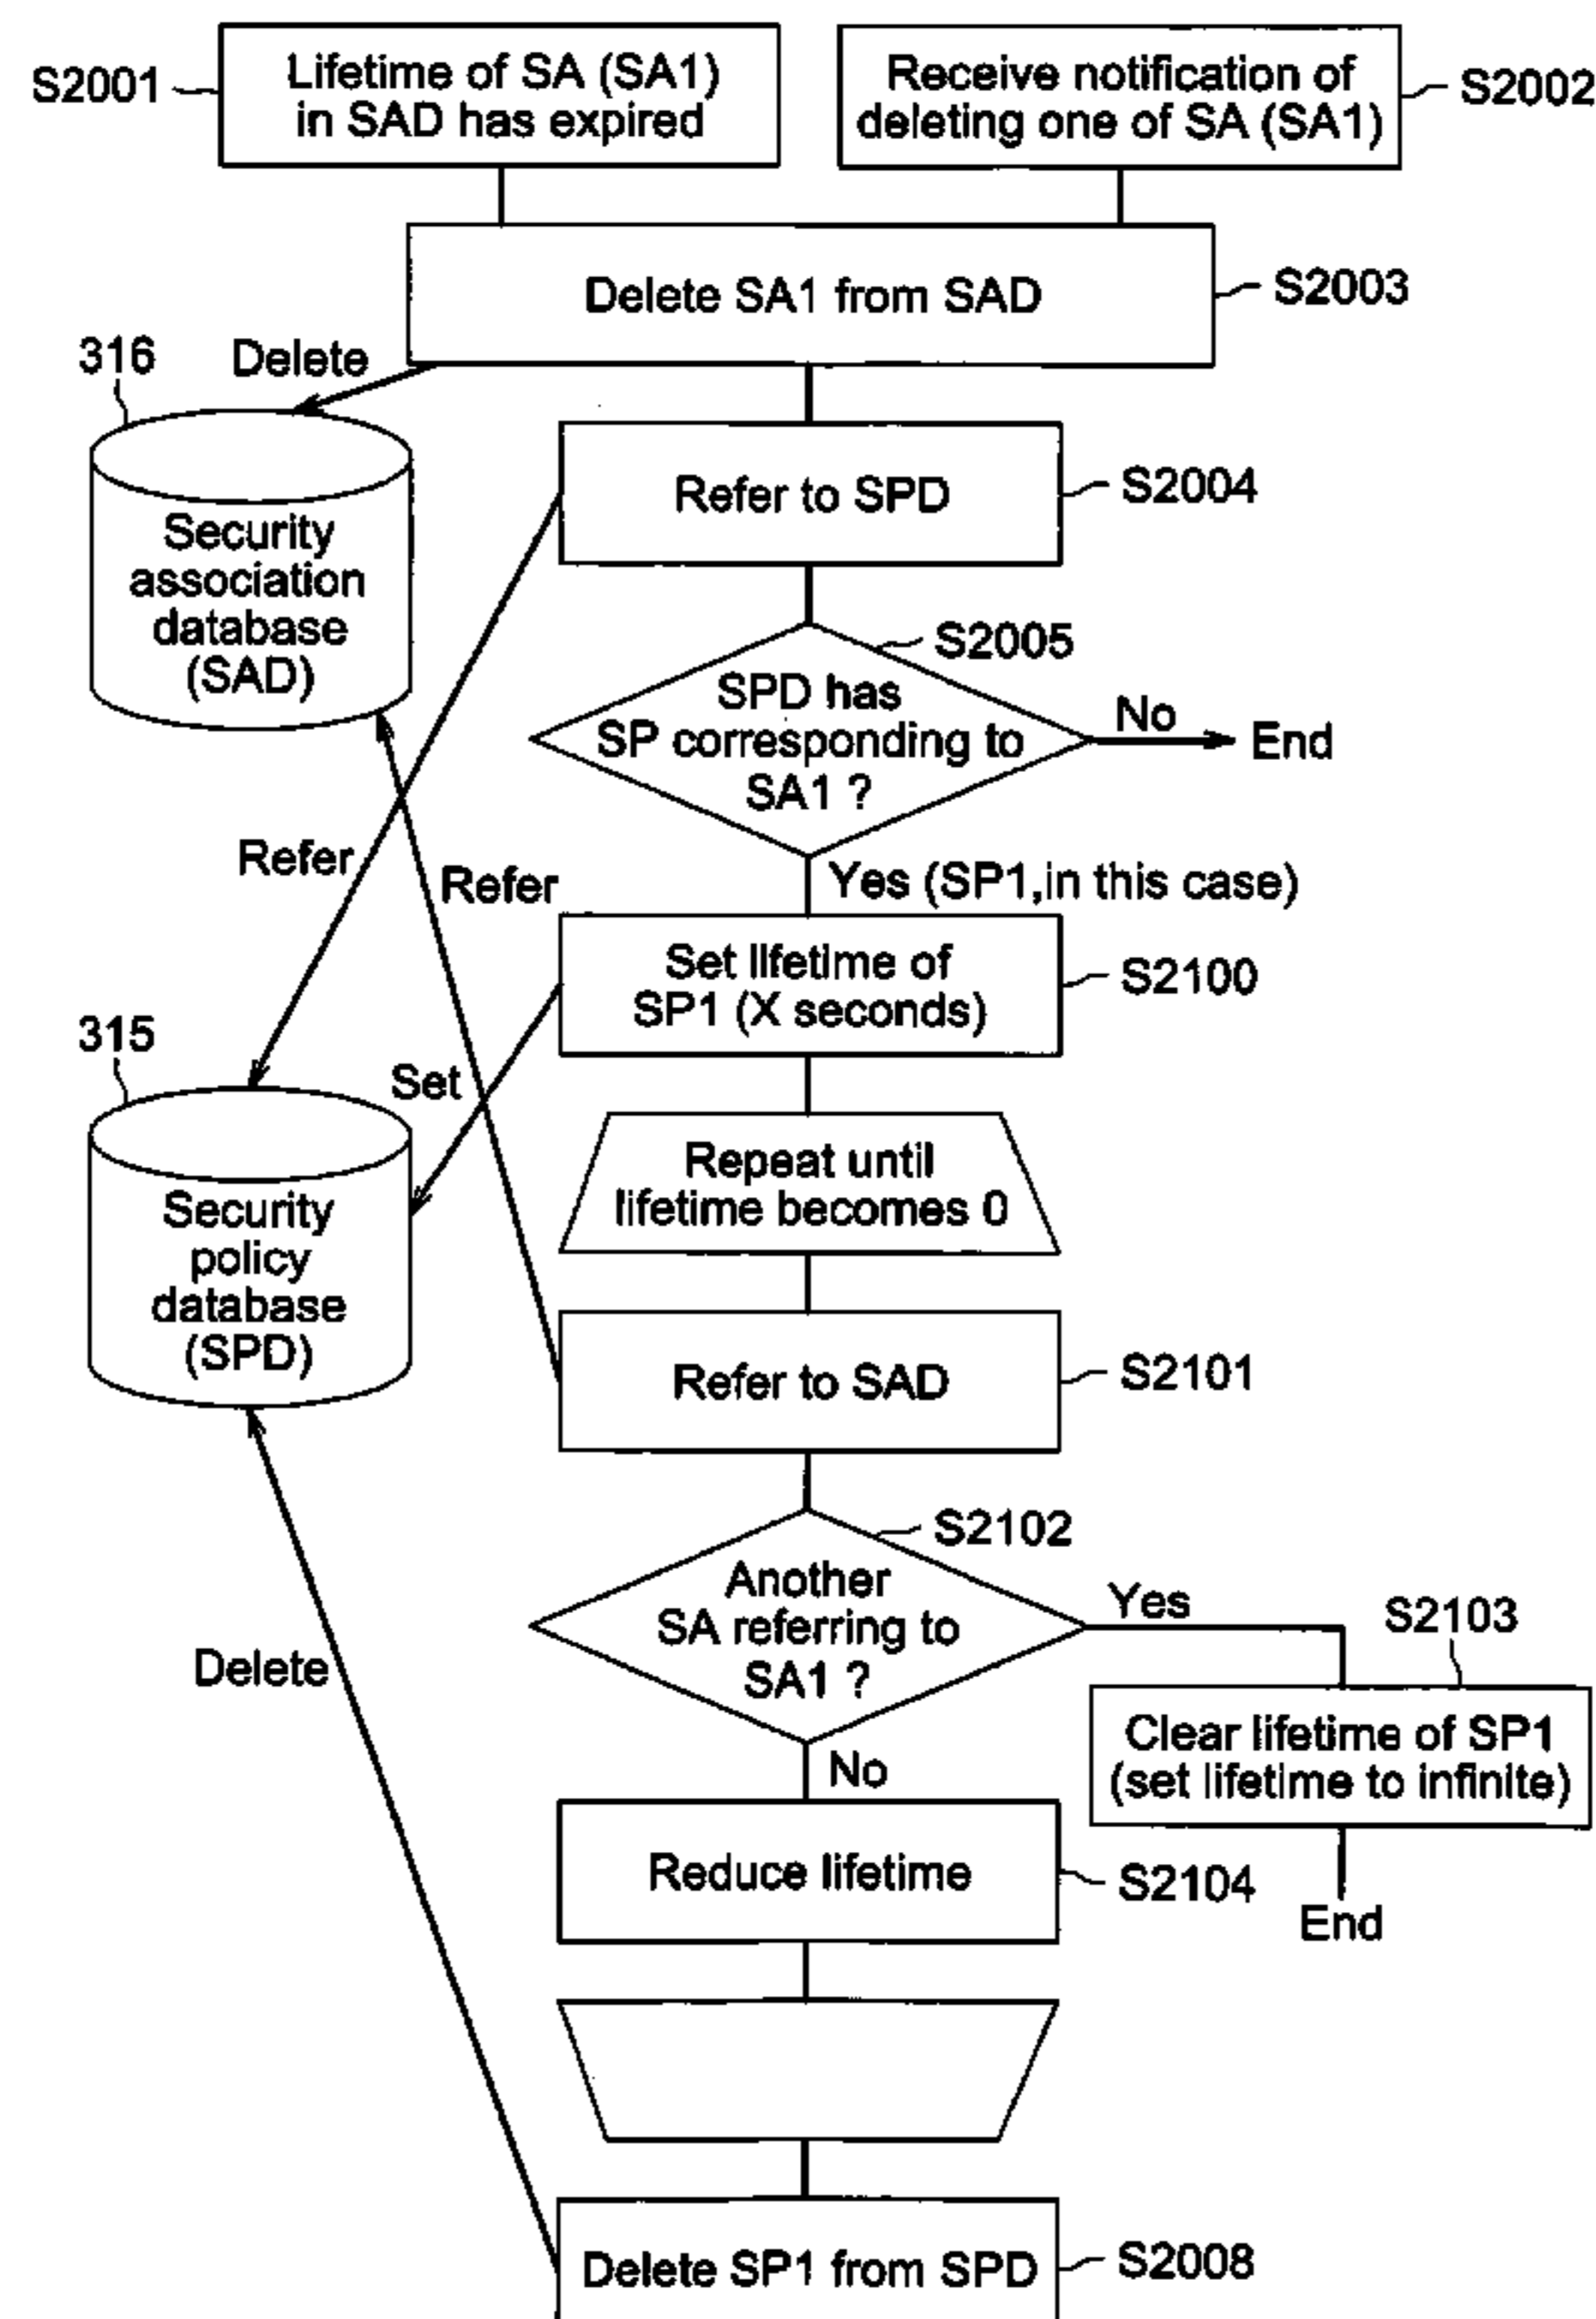 S2001
Lifetime of SA (SA1)
in SAD has expired
Receive notification of
deleting one of SA (SA1)
S2002
Delete SA1 from SAD
S2003
316
Delete
Security
association
database
(SAD)
Refer to SPD
S2004
S2005
SPD has
SP corresponding to
SA1 ?
No
End
Refer
Refer
Yes (SP1,in this case)
Set lifetime of
SP1 (X seconds)
S2100
315
Set
Security
policy
database
(SPD)
Repeat until
lifetime becomes 0
Refer to SAD
S2101
S2102
Another
SA referring to
SA1 ?
Yes
S2103
Delete
Clear lifetime of SP1
(set lifetime to infinite)
No
Reduce lifetime
S2104
End
Delete SP1 from SPD
S2008